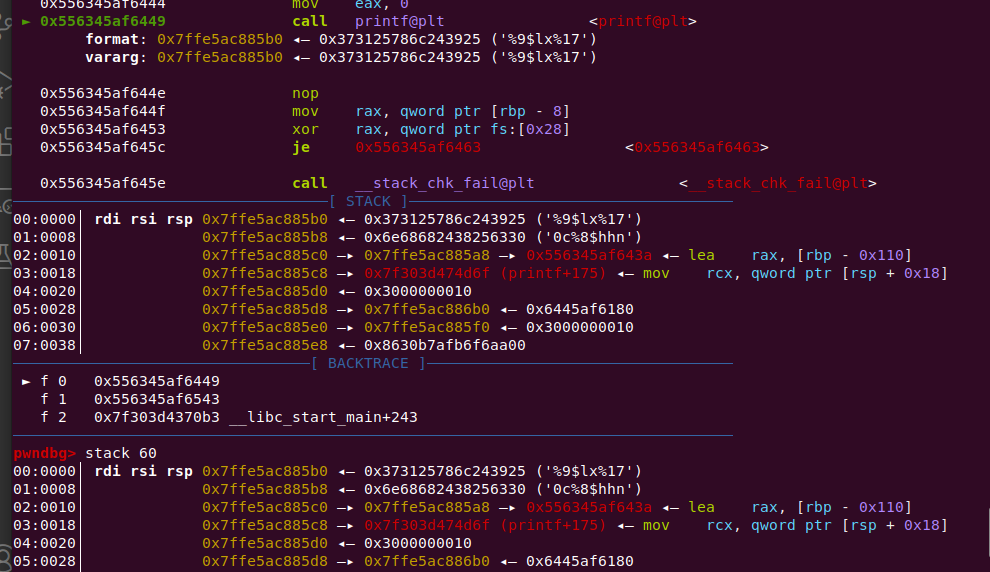 0x556345af6444 mov eax, 0
► 0x556345af6449 call printf@plt <printf@plt>
format: 0x7ffe5ac885b0 ◂— 0x373125786c243925 ('%9$lx%17')
vararg: 0x7ffe5ac885b0 ◂— 0x373125786c243925 ('%9$lx%17')
0x556345af644e nop
0x556345af644f mov rax, qword ptr [rbp - 8]
0x556345af6453 xor rax, qword ptr fs:[0x28]
0x556345af645c je 0x556345af6463 <0x556345af6463>
0x556345af645e call __stack_chk_fail@plt <__stack_chk_fail@plt>
[ STACK ]
00:0000│ rdi rsi rsp 0x7ffe5ac885b0 ◂— 0x373125786c243925 ('%9$lx%17')
01:0008│ 0x7ffe5ac885b8 ◂— 0x6e68682438256330 ('0c%8$hhn')
02:0010│ 0x7ffe5ac885c0 —▸ 0x7ffe5ac885a8 —▸ 0x556345af643a ◂— lea rax, [rbp - 0x110]
03:0018│ 0x7ffe5ac885c8 —▸ 0x7f303d474d6f (printf+175) ◂— mov rcx, qword ptr [rsp + 0x18]
04:0020│ 0x7ffe5ac885d0 ◂— 0x3000000010
05:0028│ 0x7ffe5ac885d8 —▸ 0x7ffe5ac886b0 ◂— 0x6445af6180
06:0030│ 0x7ffe5ac885e0 —▸ 0x7ffe5ac885f0 ◂— 0x3000000010
07:0038│ 0x7ffe5ac885e8 ◂— 0x8630b7afb6f6aa00
[ BACKTRACE ]
► f 0 0x556345af6449
f 1 0x556345af6543
f 2 0x7f303d4370b3 __libc_start_main+243
pwndbg> stack 60
00:0000│ rdi rsi rsp 0x7ffe5ac885b0 ◂— 0x373125786c243925 ('%9$lx%17')
01:0008│ 0x7ffe5ac885b8 ◂— 0x6e68682438256330 ('0c%8$hhn')
02:0010│ 0x7ffe5ac885c0 —▸ 0x7ffe5ac885a8 —▸ 0x556345af643a ◂— lea rax, [rbp - 0x110]
03:0018│ 0x7ffe5ac885c8 —▸ 0x7f303d474d6f (printf+175) ◂— mov rcx, qword ptr [rsp + 0x18]
04:0020│ 0x7ffe5ac885d0 ◂— 0x3000000010
05:0028│ 0x7ffe5ac885d8 —▸ 0x7ffe5ac886b0 ◂— 0x6445af6180